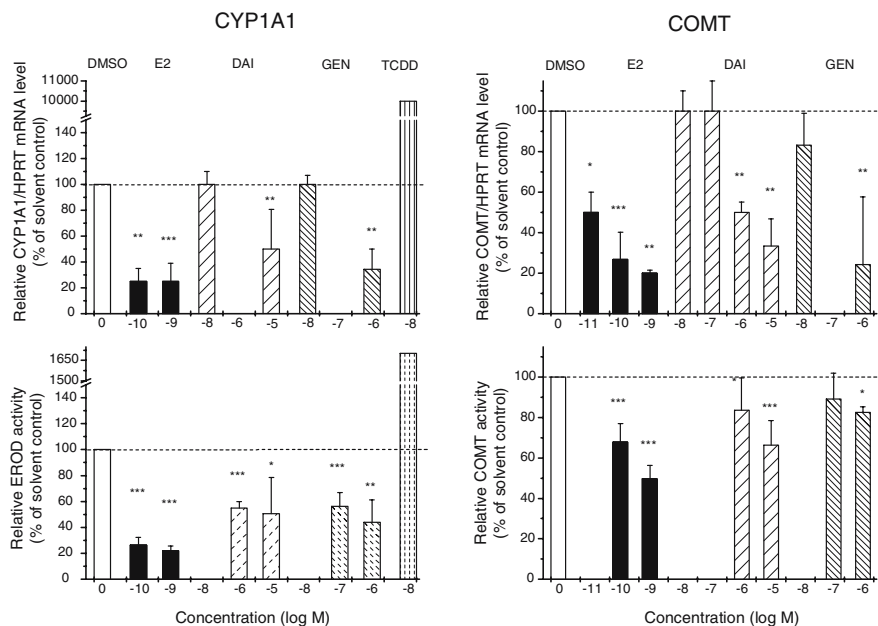 CYP1A1
DMSO E2 DAI GEN TCDD
Relative CYP1A1/HPRT mRNA level
(% of solvent control)
11000
10000
140
120
100
80
60
40
20
0
** *** ** **
0 -10 -9 -8 -6 -5 -8 -7 -6 -8
COMT
DMSO E2 DAI GEN
Relative COMT/HPRT mRNA level
(% of solvent control)
100
80
60
40
20
0
* *** ** ** ** **
0 -11 -10 -9 -8 -7 -6 -5 -8 -7 -6
Relative EROD activity
(% of solvent control)
1650
1500
100
80
60
40
20
0
*** *** *** * *** **
0 -10 -9 -8 -6 -5 -8 -7 -6 -8
Concentration (log M)
Relative COMT activity
(% of solvent control)
100
80
60
40
20
0
*** *** * *** *
0 -11 -10 -9 -8 -7 -6 -5 -8 -7 -6
Concentration (log M)